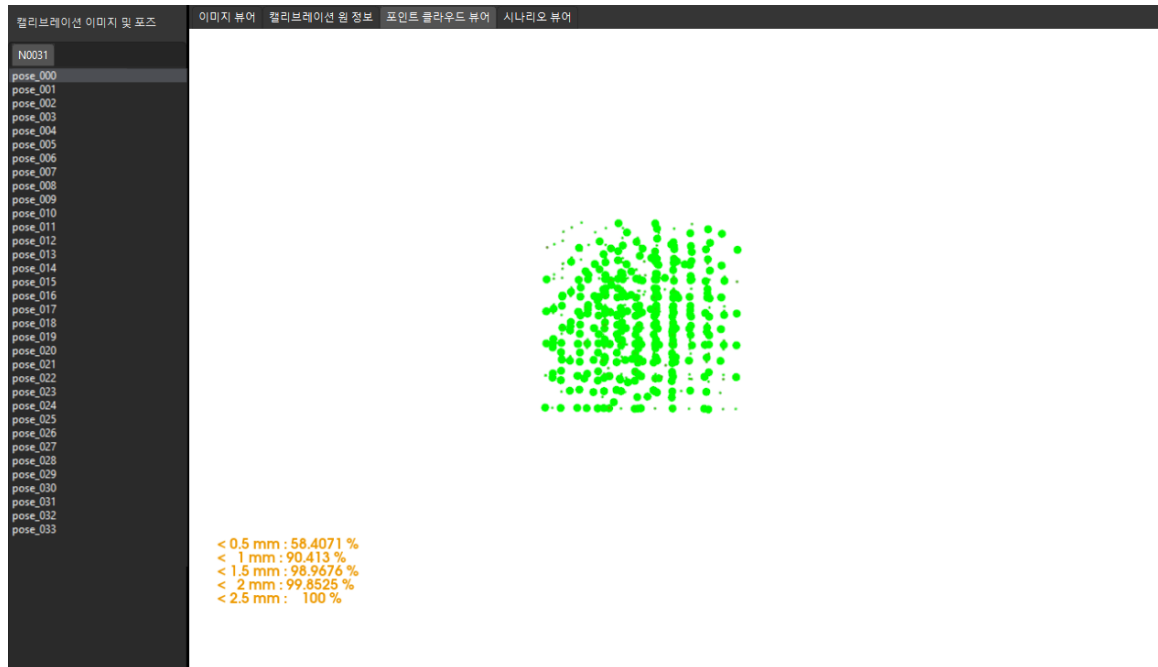 캘리브레이션 이미지 및 포즈
이미지 뷰어 캘리브레이션 원 정보 포인트 클라우드 뷰어 시나리오 뷰어
N0031
pose_000
pose_001
pose_002
pose_003
pose_004
pose_005
pose_006
pose_007
pose_008
pose_009
pose_010
pose_011
pose_012
pose_013
pose_014
pose_015
pose_016
pose_017
pose_018
pose_019
pose_020
pose_021
pose_022
pose_023
pose_024
pose_025
pose_026
pose_027
pose_028
pose_029
pose_030
pose_031
pose_032
pose_033
< 0.5 mm : 58.4071 %
< 1 mm : 90.413 %
< 1.5 mm : 98.9676 %
< 2 mm : 99.8525 %
< 2.5 mm : 100 %